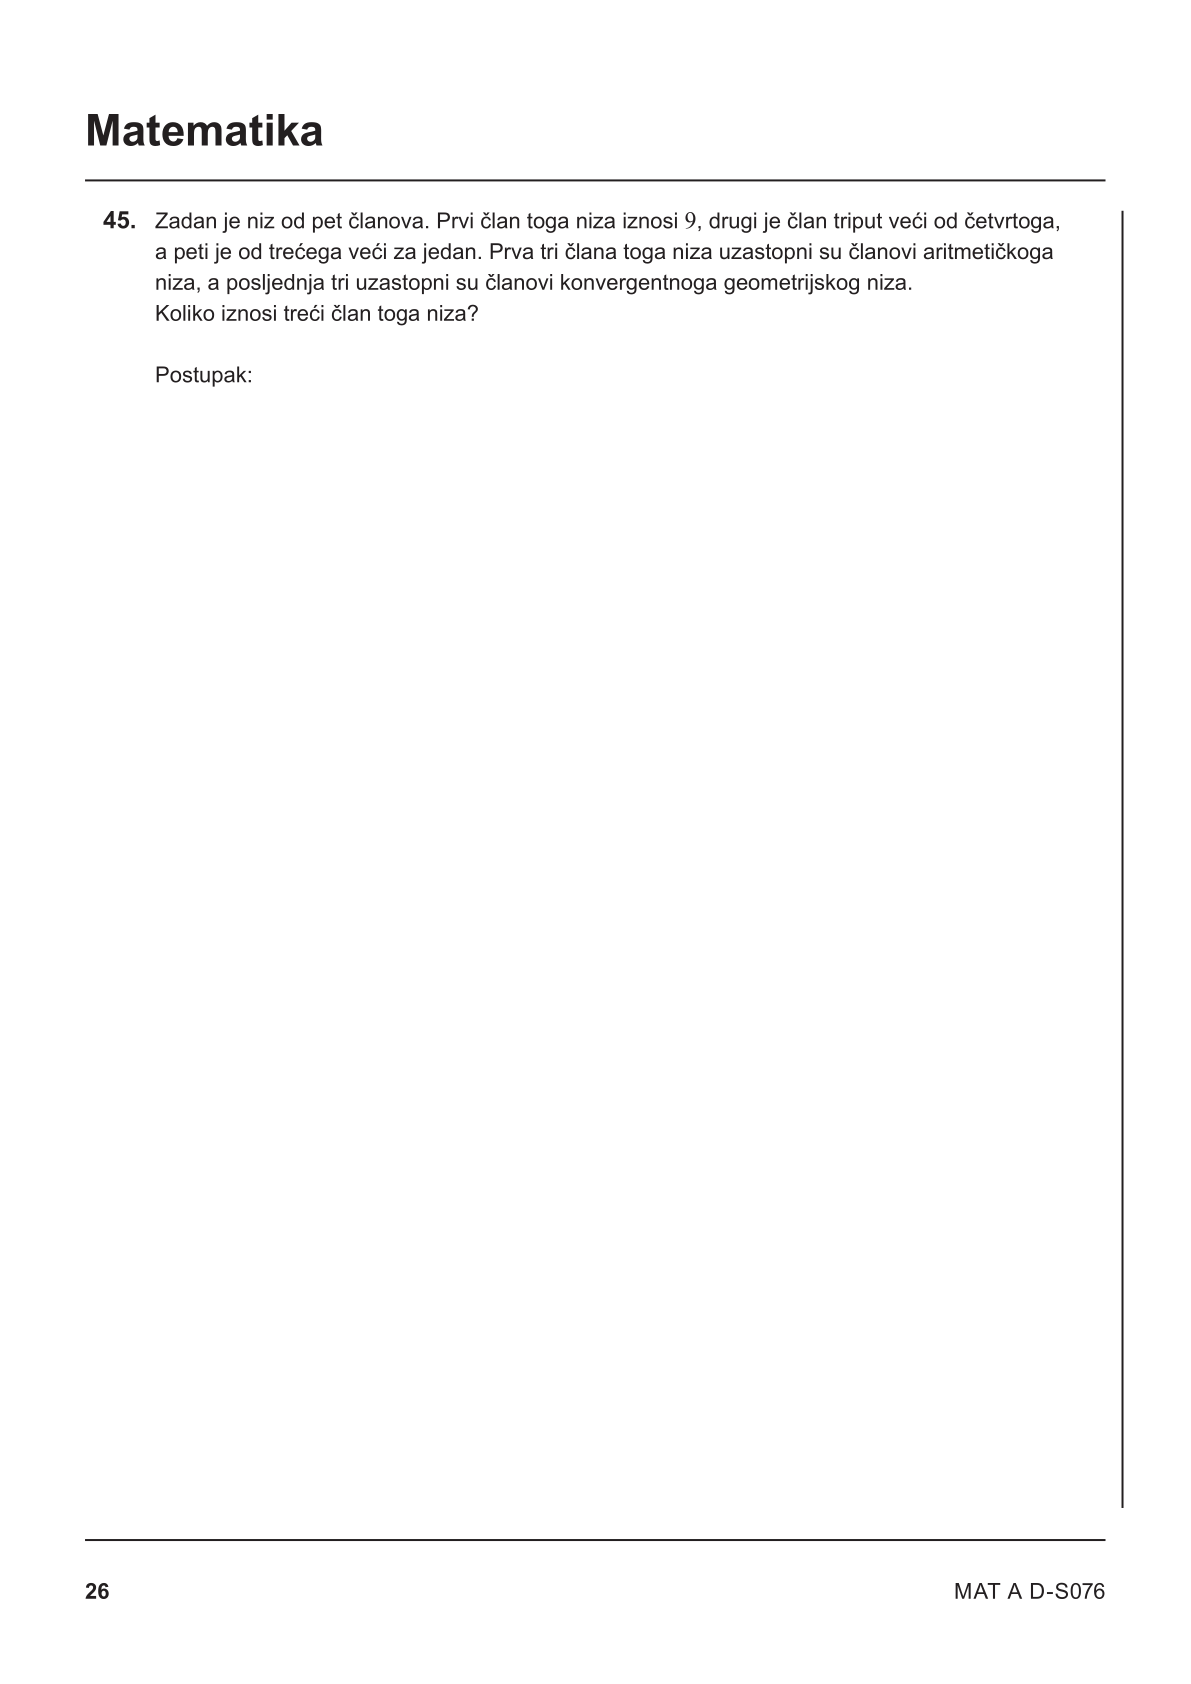 Matematika
45. Zadan je niz od pet članova. Prvi član toga niza iznosi 9, drugi je član triput veći od četvrtoga,
a peti je od trećega veći za jedan. Prva tri člana toga niza uzastopni su članovi aritmetičkoga
niza, a posljednja tri uzastopni su članovi konvergentnoga geometrijskog niza.
Koliko iznosi treći član toga niza?
Postupak:
26 MAT A D-S076